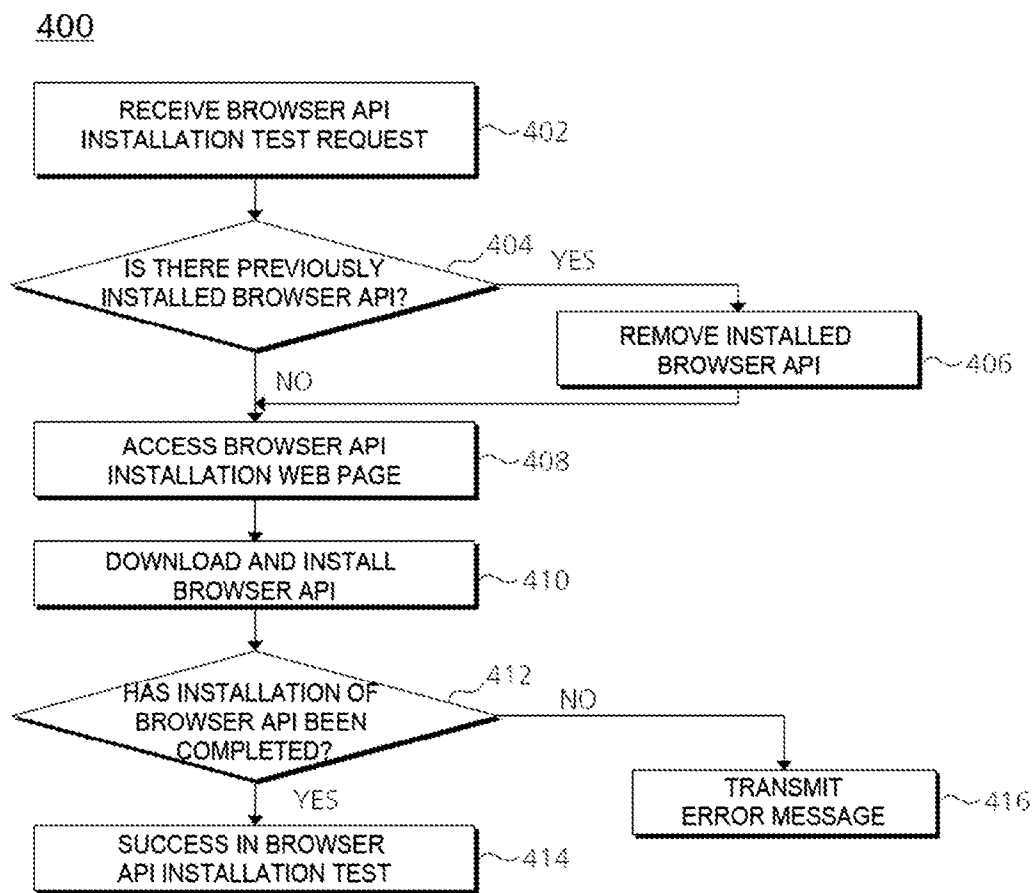 400
RECEIVE BROWSER API
INSTALLATION TEST REQUEST
402
404
IS THERE PREVIOUSLY
INSTALLED BROWSER API?
YES
REMOVE INSTALLED
BROWSER API
406
NO
ACCESS BROWSER API
INSTALLATION WEB PAGE
408
DOWNLOAD AND INSTALL
BROWSER API
410
412
HAS INSTALLATION OF
BROWSER API BEEN
COMPLETED?
NO
TRANSMIT
ERROR MESSAGE
416
YES
SUCCESS IN BROWSER
API INSTALLATION TEST
414